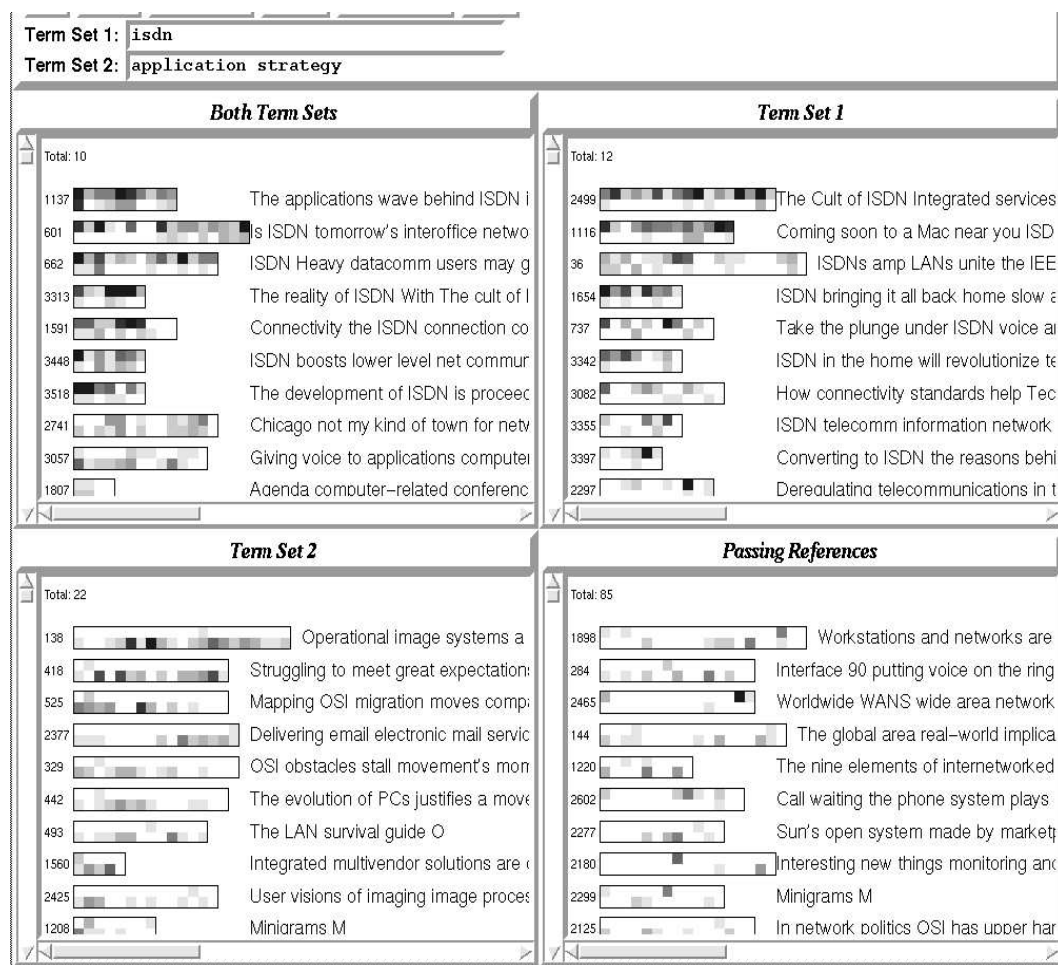 Term Set 1: isdn
Term Set 2: application strategy
Both Term Sets
Total: 10
1137 The applications wave behind ISDN i
601 Is ISDN tomorrow's interoffice netwo
662 ISDN Heavy datacomm users may g
3313 The reality of ISDN With The cult of I
1591 Connectivity the ISDN connection co
3448 ISDN boosts lower level net commun
3518 The development of ISDN is proceed
2741 Chicago not my kind of town for netw
3057 Giving voice to applications computer
1807 Agenda computer-related conferenc
Term Set 1
Total: 12
2499 The Cult of ISDN Integrated services
1116 Coming soon to a Mac near you ISD
36 ISDNs amp LANs unite the IEE
1654 ISDN bringing it all back home slow a
737 Take the plunge under ISDN voice a
3342 ISDN in the home will revolutionize te
3082 How connectivity standards help Tec
3355 ISDN telecomm information network
3397 Converting to ISDN the reasons behi
2297 Deregulating telecommunications in t
Term Set 2
Total: 22
138 Operational image systems a
418 Struggling to meet great expectations
525 Mapping OSI migration moves compa
2377 Delivering email electronic mail servic
329 OSI obstacles stall movement's mom
442 The evolution of PCs justifies a move
493 The LAN survival guide O
1560 Integrated multivendor solutions are
2425 User visions of imaging image proces
1208 Minigrams M
Passing References
Total: 85
1898 Workstations and networks are
284 Interface 90 putting voice on the ring
2465 Worldwide WANS wide area network
144 The global area real-world implica
1220 The nine elements of internetworked
2602 Call waiting the phone system plays
2277 Sun's open system made by marketp
2180 Interesting new things monitoring and
2299 Minigrams M
2125 In network politics OSI has upper har